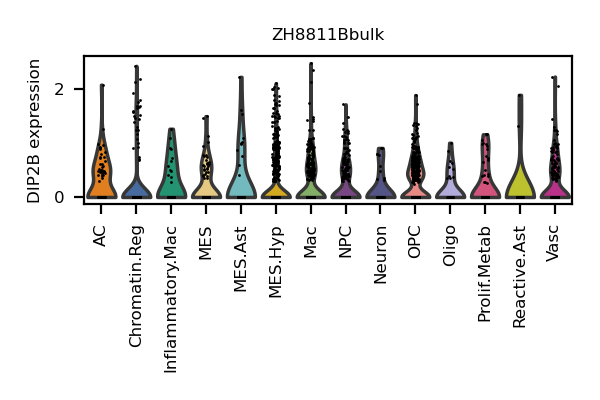 ZH8811Bbulk
DIP2B expression
2
0
AC
Chromatin.Reg
Inflammatory.Mac
MES
MES.Ast
MES.Hyp
Mac
NPC
Neuron
OPC
Oligo
Prolif.Metab
Reactive.Ast
Vasc